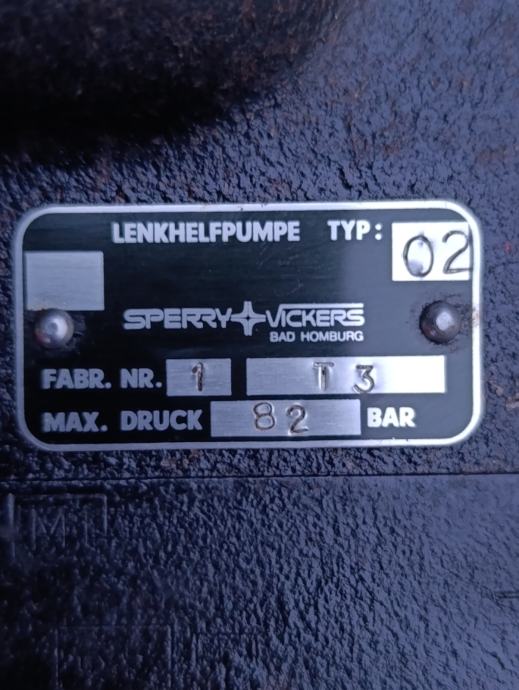 LENKHELFPUMPE TYP: 02
SPERRY VICKERS
BAD HOMBURG
FABR. NR. 1 T 3
MAX. DRUCK 82 BAR